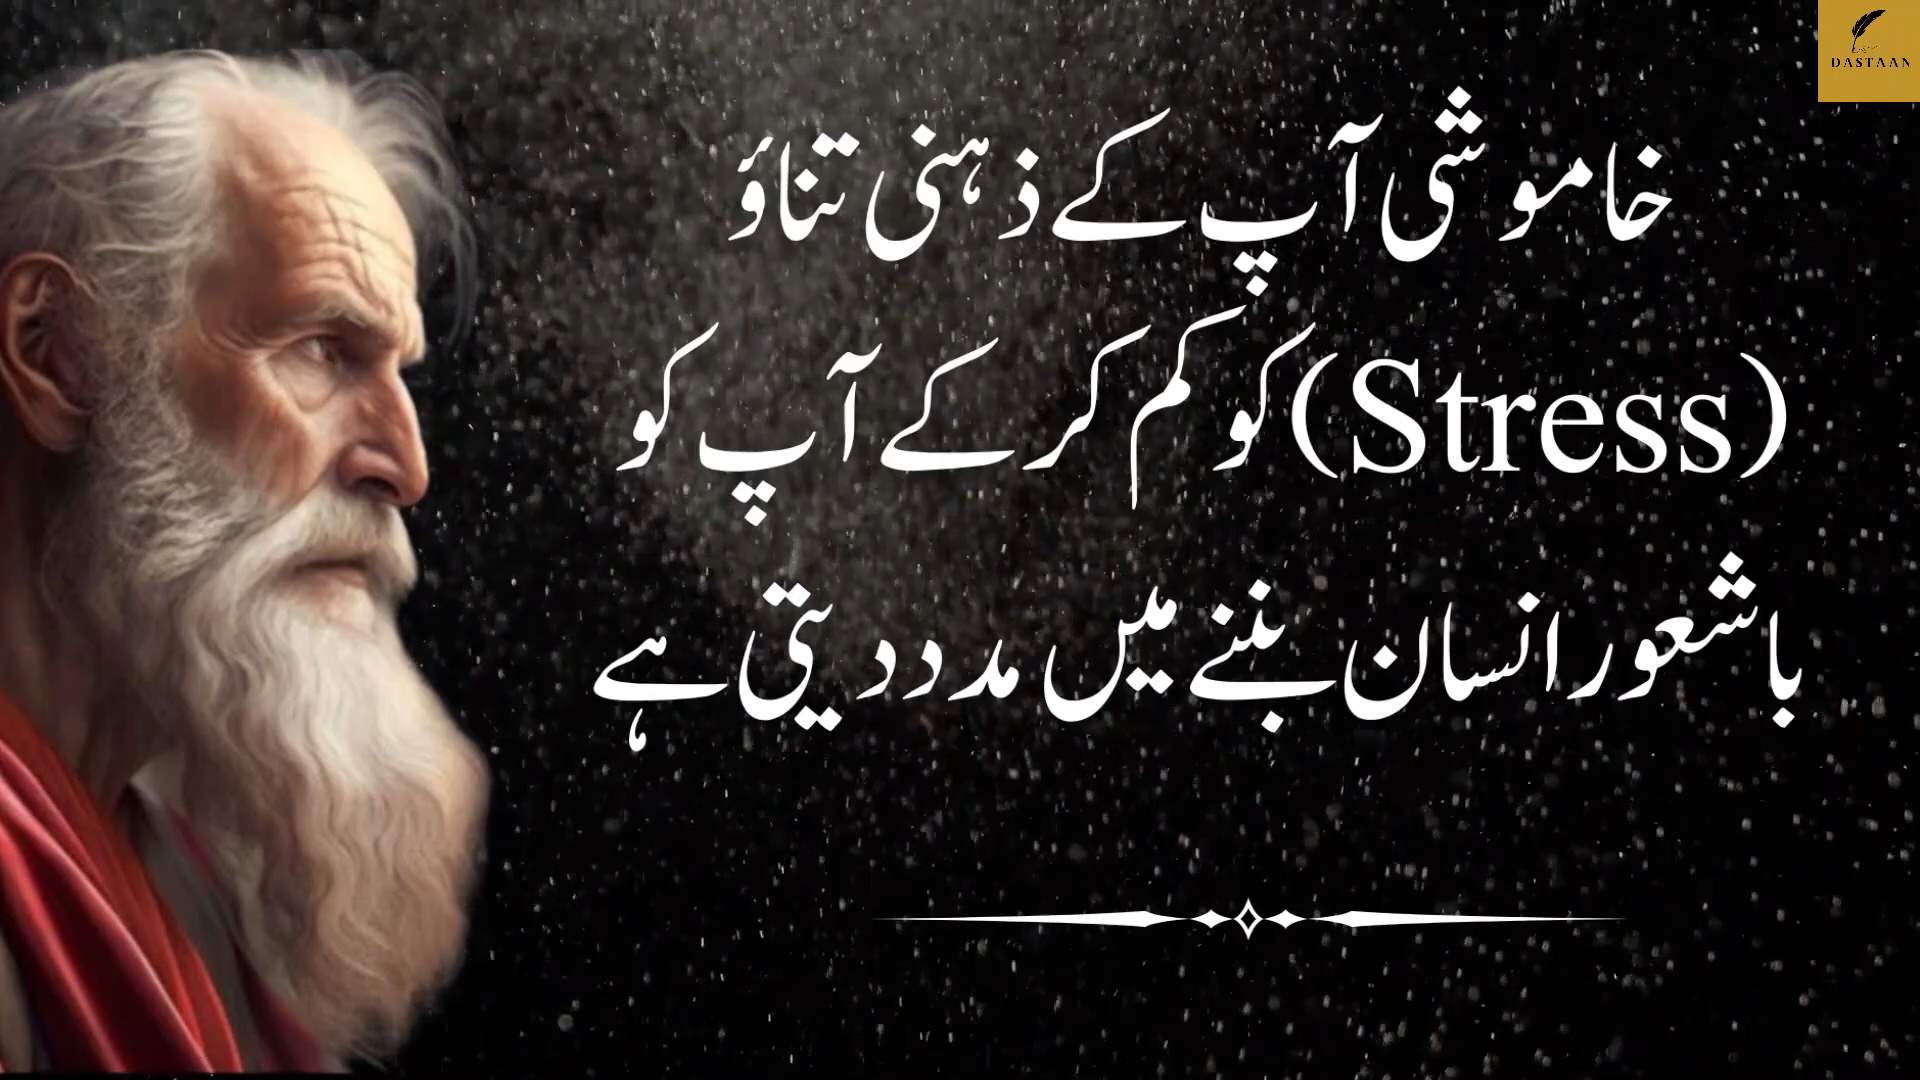 DASTAAN
خاموشی آپ کے ذہنی تناؤ
(Stress) کو کم کر کے آپ کو
باشعور انسان بننے میں مدد دیتی ہے